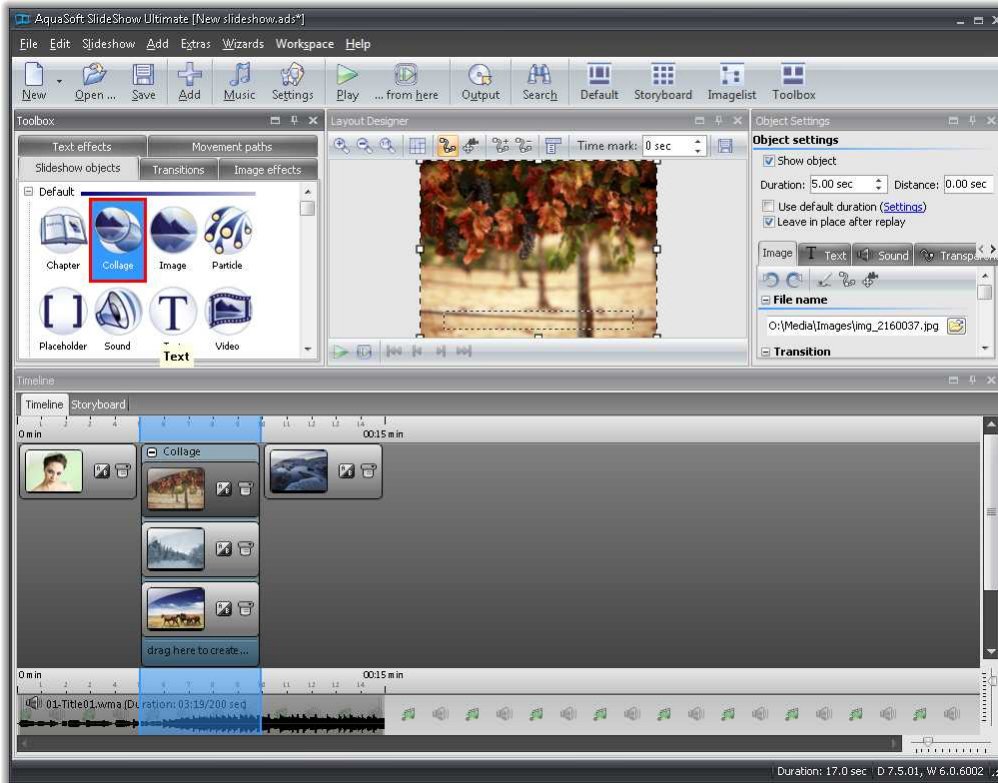 AquaSoft SlideShow Ultimate [New slideshow.ads*]
File Edit Slideshow Add Extras Wizards Workspace Help
New Open ... Save Add Music Settings Play ... from here Output Search Default Storyboard Imagelist Toolbox
Toolbox
Text effects Movement paths
Slideshow objects Transitions Image effects
Default
Chapter Collage Image Particle
Placeholder Sound Video
Text
Layout Designer
Time mark: 0 sec
Object Settings
Object settings
Show object
Duration: 5.00 sec Distance: 0.00 sec
Use default duration (Settings)
Leave in place after replay
Image Text Sound
File name
O:\Media\Images\img_2160037.jpg
Transition
Timeline
Timeline Storyboard
0 min 00:15 min
Collage
drag here to create...
0 min 00:15 min
01-Title01.wma (Duration: 03:19/200 sec)
Duration: 17.0 sec D 7.5.01, W 6.0.6002